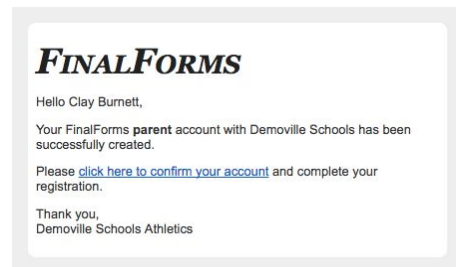 FINALFORMS
Hello Clay Burnett,
Your FinalForms parent account with Demoville Schools has been
successfully created.
Please click here to confirm your account and complete your
registration.
Thank you,
Demoville Schools Athletics